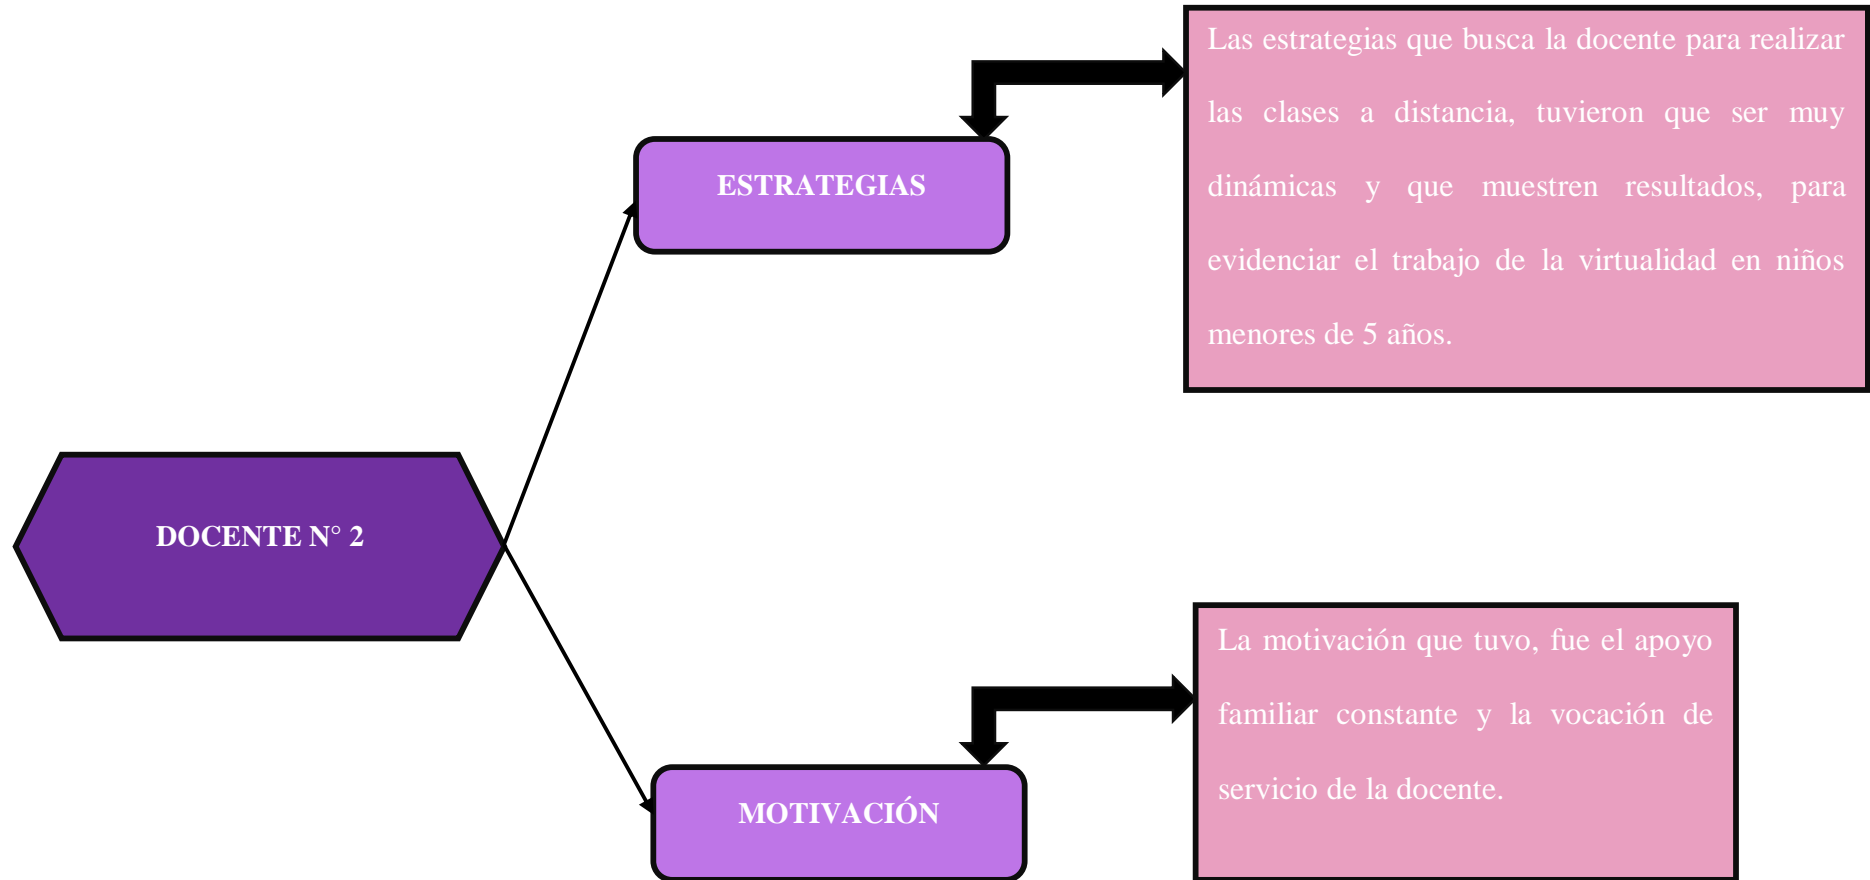 Las estrategias que busca la docente para realizar
las clases a distancia, tuvieron que ser muy
dinámicas y que muestren resultados, para
evidenciar el trabajo de la virtualidad en niños
menores de 5 años.
ESTRATEGIAS
DOCENTE N° 2
La motivación que tuvo, fue el apoyo
familiar constante y la vocación de
servicio de la docente.
MOTIVACIÓN